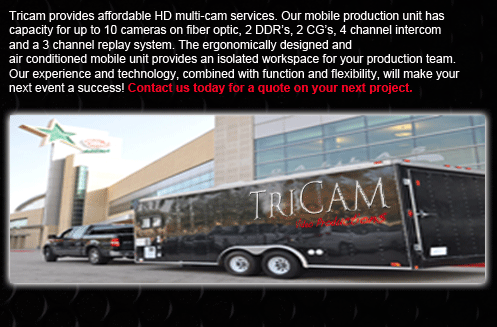 Tricam provides affordable HD multi-cam services. Our mobile production unit has
capacity for up to 10 cameras on fiber optic, 2 DDR's, 2 CG's, 4 channel intercom
and a 3 channel replay system. The ergonomically designed and
air conditioned mobile unit provides an isolated workspace for your production team.
Our experience and technology, combined with function and flexibility, will make your
next event a success! Contact us today for a quote on your next project.
TRICAM